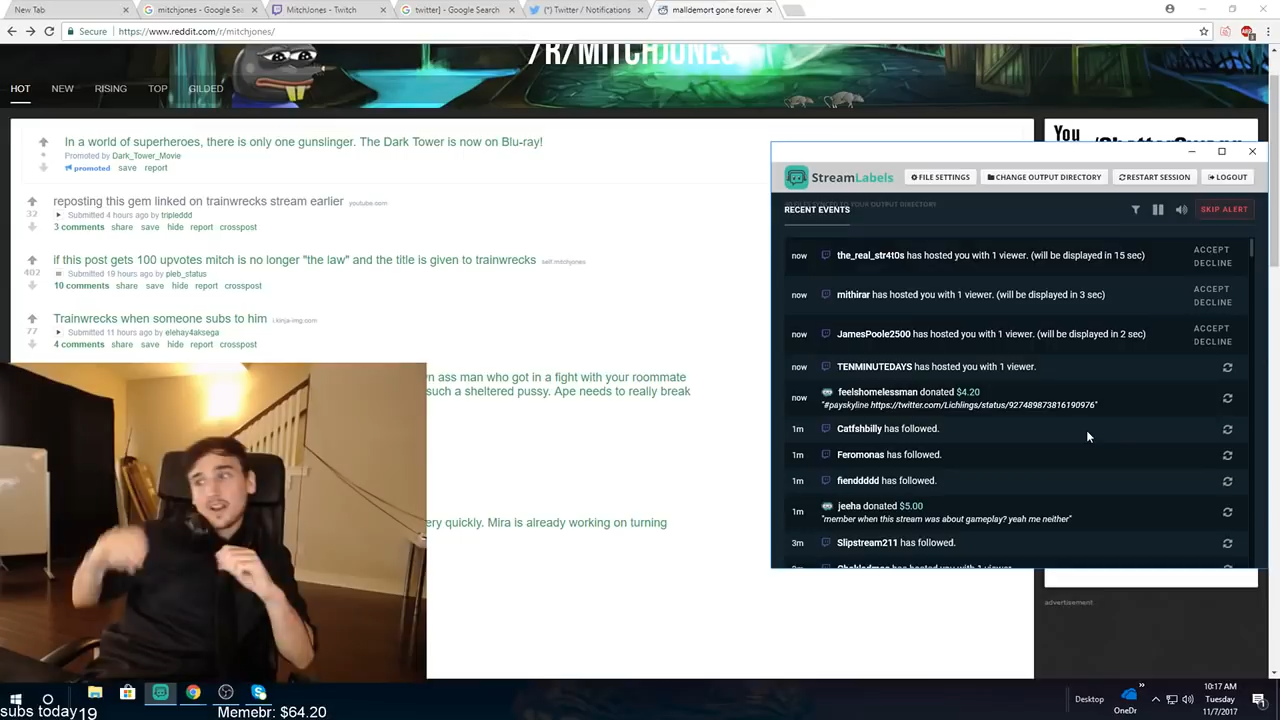 New Tab
mitchjones - Google Sea
MitchJones - Twitch
twitter] - Google Search
(*) Twitter / Notifications
malldemort gone forever
Secure
https://www.reddit.com/r/mitchjones/
/R/MITCHJONES
HOT NEW RISING TOP GILDED
In a world of superheroes, there is only one gunslinger. The Dark Tower is now on Blu-ray!
Promoted by Dark_Tower_Movie
promoted save report
reposting this gem linked on trainwrecks stream earlier youtube.com
32
Submitted 4 hours ago by tripleddd
3 comments share save hide report crosspost
if this post gets 100 upvotes mitch is no longer "the law" and the title is given to trainwrecks self.mitchjones
402
Submitted 19 hours ago by pleb_status
10 comments share save hide report crosspost
Trainwrecks when someone subs to him i.kinja-img.com
77
Submitted 11 hours ago by elehay4aksega
4 comments share save hide report crosspost
n ass man who got in a fight with your roommate
such a sheltered pussy. Ape needs to really break
ery quickly. Mira is already working on turning
You
StreamLabels
FILE SETTINGS
CHANGE OUTPUT DIRECTORY
RESTART SESSION
LOGOUT
RECENT EVENTS
SKIP ALERT
now the_real_str4t0s has hosted you with 1 viewer. (will be displayed in 15 sec)
ACCEPT
DECLINE
now mithirar has hosted you with 1 viewer. (will be displayed in 3 sec)
ACCEPT
DECLINE
now JamesPoole2500 has hosted you with 1 viewer. (will be displayed in 2 sec)
ACCEPT
DECLINE
now TENMINUTEDAYS has hosted you with 1 viewer.
now feelshomelessman donated $4.20
"#payskyline https://twitter.com/Lichlings/status/927489873816190976"
1m Catfshbilly has followed.
1m Feromonas has followed.
1m fienddddd has followed.
1m jeeha donated $5.00
"member when this stream was about gameplay? yeah me neither"
3m Slipstream211 has followed.
advertisement
Desktop
OneDr
10:17 AM
Tuesday
11/7/2017
subs today19
Memebr: $64.20